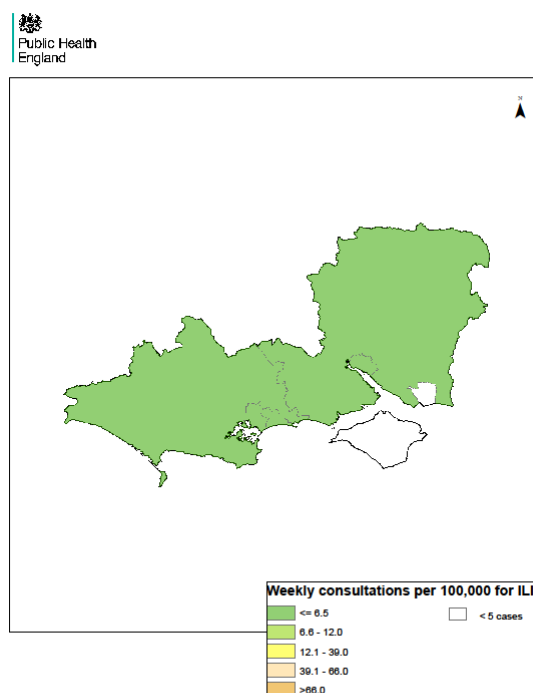 Public Health
England
N
Weekly consultations per 100,000 for ILI
<= 6.5
< 5 cases
6.6 - 12.0
12.1 - 39.0
39.1 - 66.0
>66.0